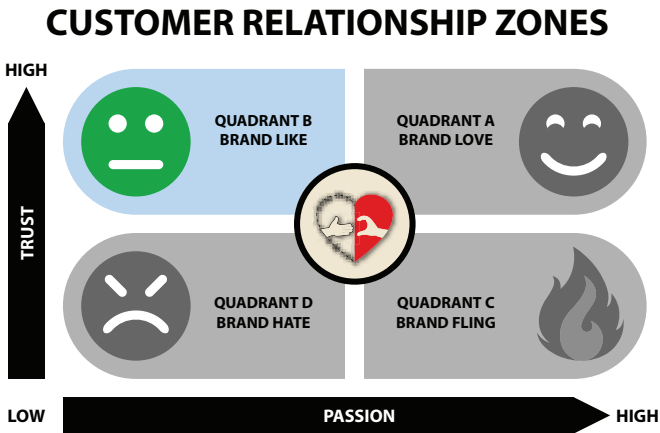 CUSTOMER RELATIONSHIP ZONES
HIGH
QUADRANT B
BRAND LIKE
QUADRANT A
BRAND LOVE
TRUST
QUADRANT D
BRAND HATE
QUADRANT C
BRAND FLING
LOW
PASSION
HIGH